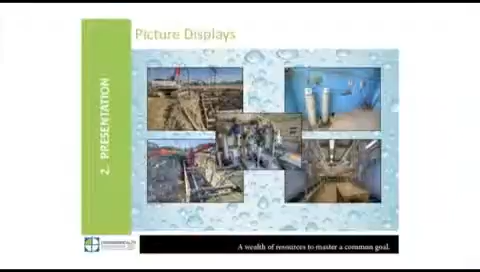 Picture Displays
2. PRESENTATION
A wealth of resources to master a common goal.